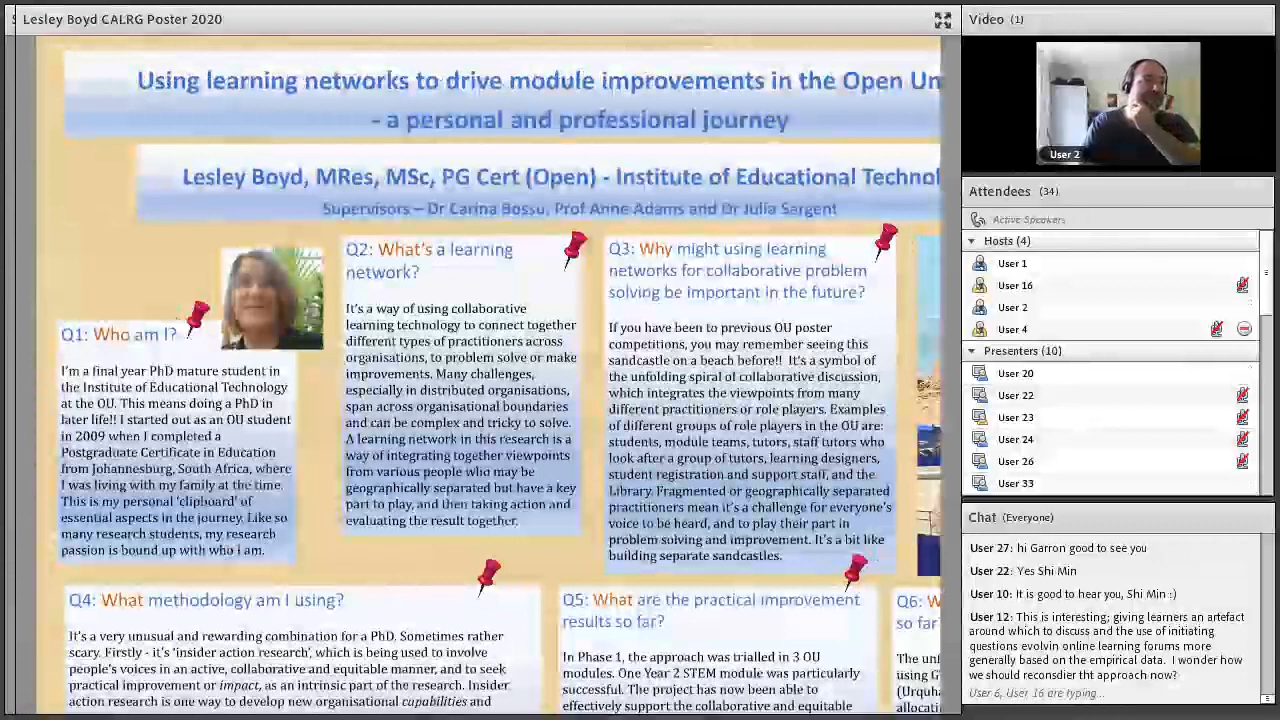 Lesley Boyd CALRG Poster 2020
Using learning networks to drive module improvements in the Open Un
- a personal and professional journey
Lesley Boyd, MRes, MSc, PG Cert (Open) - Institute of Educational Technol
Supervisors – Dr Carina Bossu, Prof Anne Adams and Dr Julia Sargent
Q1: Who am I?
I'm a final year PhD mature student in
the Institute of Educational Technology
at the OU. This means doing a PhD in
later life!! I started out as an OU student
in 2009 when I completed a
Postgraduate Certificate in Education
from Johannesburg, South Africa, where
I was living with my family at the time.
This is my personal 'clipboard' of
essential aspects in the journey. Like so
many research students, my research
passion is bound up with who I am.
Q2: What's a learning
network?
It's a way of using collaborative
learning technology to connect together
different types of practitioners across
organisations, to problem solve or make
improvements. Many challenges,
especially in distributed organisations,
span across organisational boundaries
and can be complex and tricky to solve.
A learning network in this research is a
way of integrating together viewpoints
from various people who may be
geographically separated but have a key
part to play, and then taking action and
evaluating the result together.
Q3: Why might using learning
networks for collaborative problem
solving be important in the future?
If you have been to previous OU poster
competitions, you may remember seeing this
sandcastle on a beach before!! It's a symbol of
the unfolding spiral of collaborative discussion,
which integrates the viewpoints from many
different practitioners or role players. Examples
of different groups of role players in the OU are:
students, module teams, tutors, staff tutors who
look after a group of tutors, learning designers,
student registration and support staff, and the
Library. Fragmented or geographically separated
practitioners mean it's a challenge for everyone's
voice to be heard, and to play their part in
problem solving and improvement. It's a bit like
building separate sandcastles.
Q4: What methodology am I using?
It's a very unusual and rewarding combination for a PhD. Sometimes rather
scary. Firstly - it's 'insider action research', which is being used to involve
people's voices in an active, collaborative and equitable manner, and to seek
practical improvement or impact, as an intrinsic part of the research. Insider
action research is one way to develop new organisational capabilities and
Q5: What are the practical improvement
results so far?
In Phase 1, the approach was trialled in 3 OU
modules. One Year 2 STEM module was particularly
successful. The project has now been able to
effectively support the collaborative and equitable
Q6: W
so far
The unf
using G
(Urquha
allocati
Video (1)
User 2
Attendees (34)
Active Speakers
Hosts (4)
User 1
User 16
User 2
User 4
Presenters (10)
User 20
User 22
User 23
User 24
User 26
User 33
Chat (Everyone)
User 27: hi Garron good to see you
User 22: Yes Shi Min
User 10: It is good to hear you, Shi Min :)
User 12: This is interesting; giving learners an artefact
around which to discuss and the use of initiating
questions evolvin online learning forums more
generally based on the empirical data. I wonder how
we should reconsdier tht approach now?
User 6, User 16 are typing...